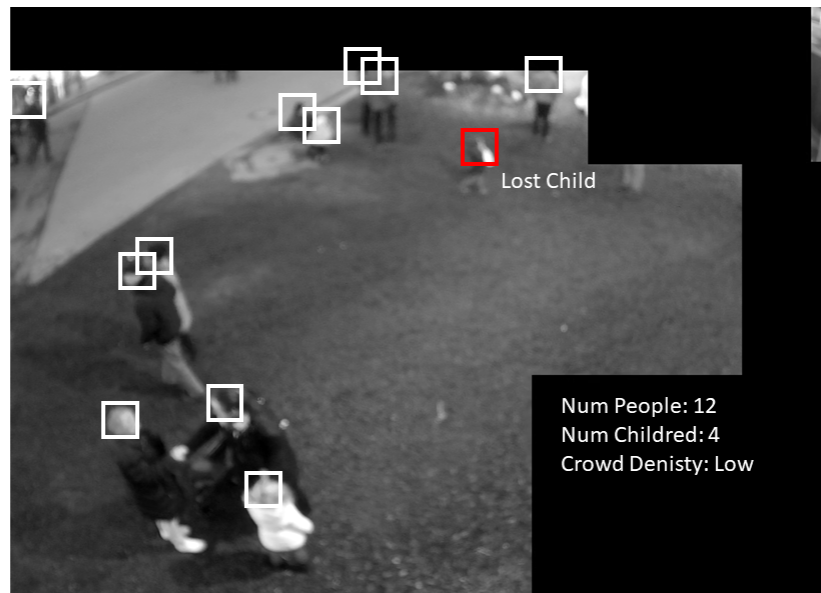 Lost Child
Num People: 12
Num Childred: 4
Crowd Denisty: Low